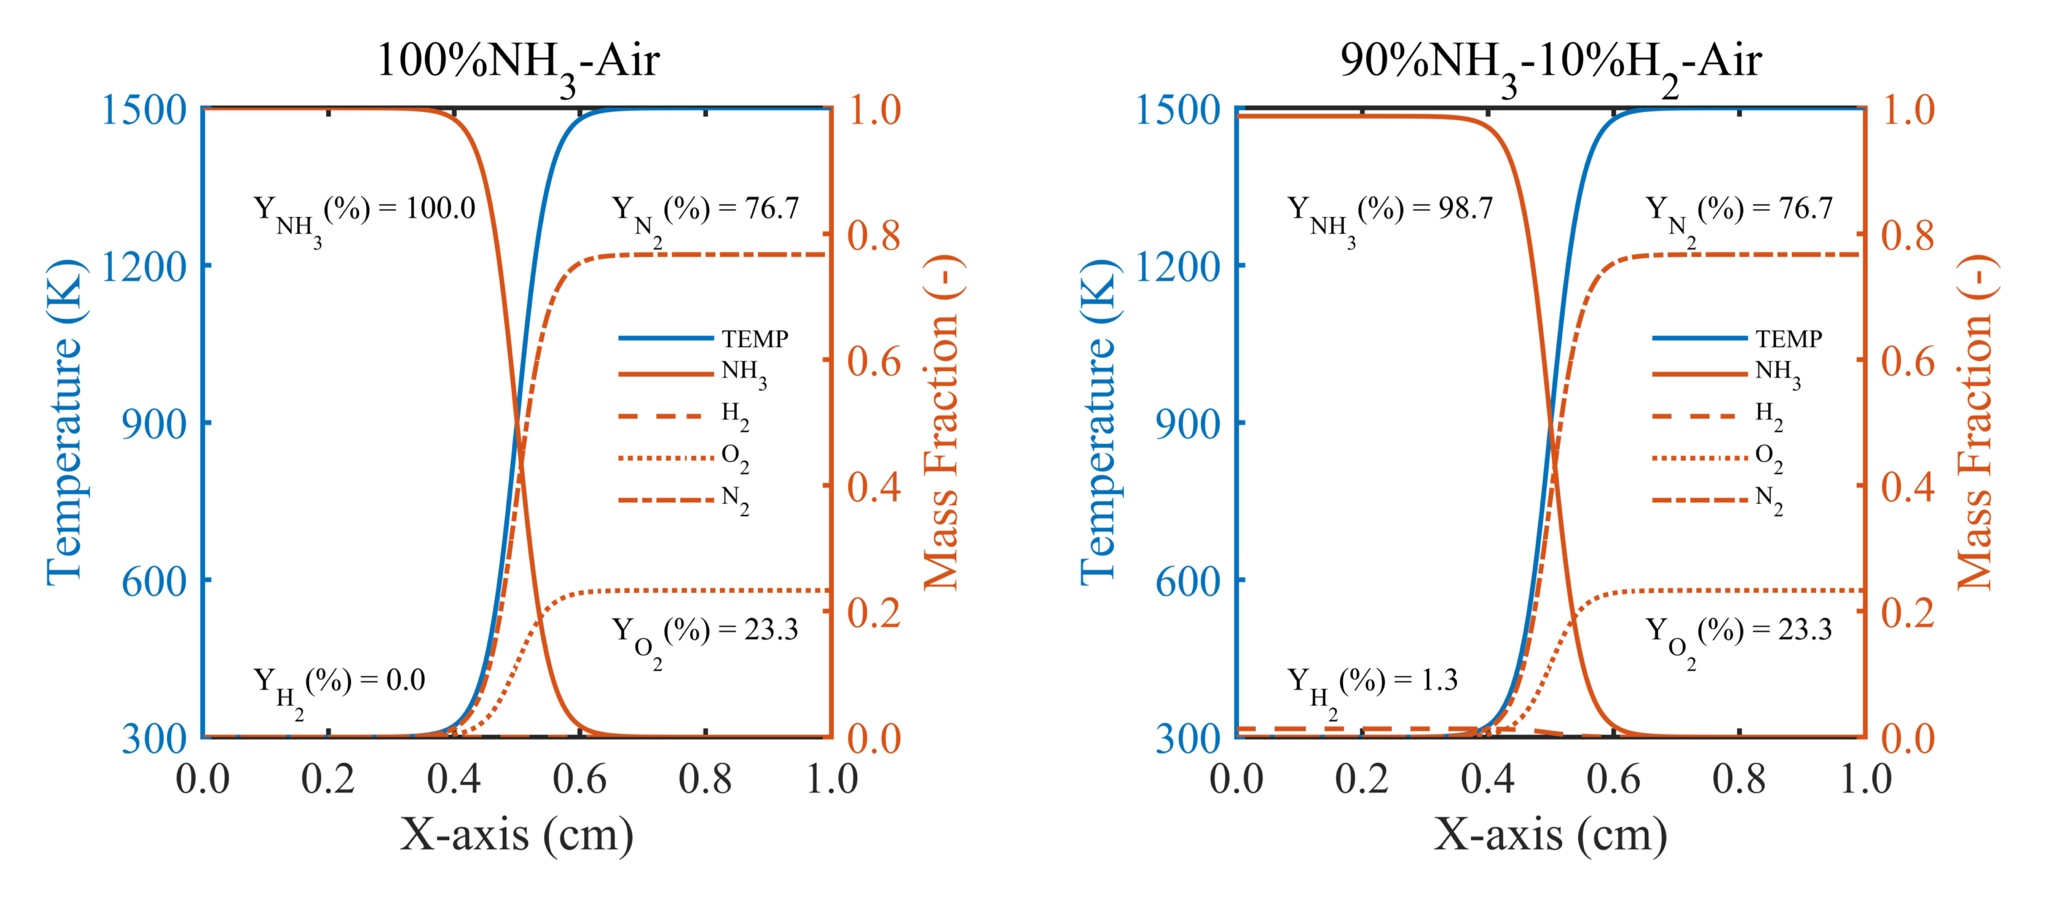 100%NH3-Air
1500
1200
900
600
300
Temperature (K)
1.0
0.8
0.6
0.4
0.2
0.0
Mass Fraction (-)
YNH3 (%) = 100.0
YN2 (%) = 76.7
TEMP
NH3
H2
O2
N2
YO2 (%) = 23.3
YH2 (%) = 0.0
0.0 0.2 0.4 0.6 0.8 1.0
X-axis (cm)
90%NH3-10%H2-Air
1500
1200
900
600
300
Temperature (K)
1.0
0.8
0.6
0.4
0.2
0.0
Mass Fraction (-)
YNH3 (%) = 98.7
YN2 (%) = 76.7
TEMP
NH3
H2
O2
N2
YO2 (%) = 23.3
YH2 (%) = 1.3
0.0 0.2 0.4 0.6 0.8 1.0
X-axis (cm)